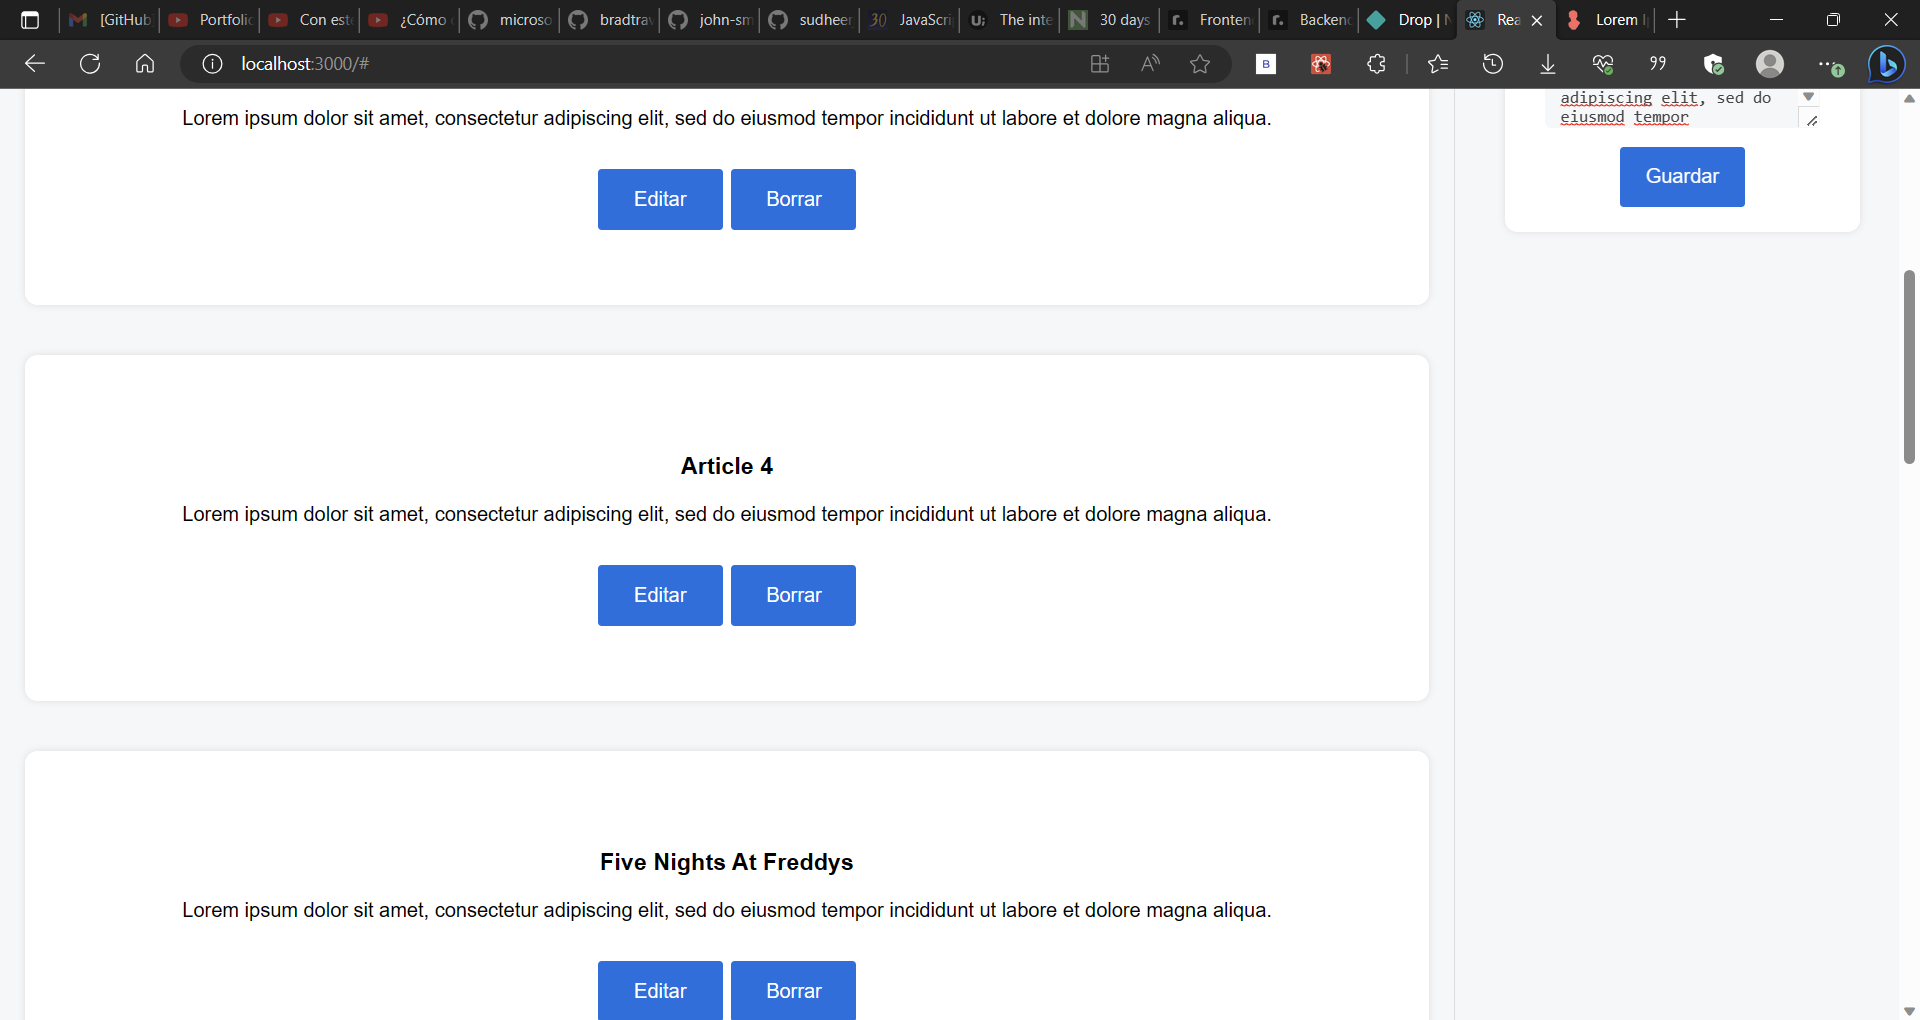 [GitHub
Portfolio
Con est
¿Cómo
microso
bradtrav
john-sm
sudheer
30 JavaScri
U; The inte
N 30 days
r. Fronten
r. Backend
Drop | N
Rea
Lorem I
localhost:3000/#
B
Lorem ipsum dolor sit amet, consectetur adipiscing elit, sed do eiusmod tempor incididunt ut labore et dolore magna aliqua.
Editar Borrar
adipiscing elit, sed do
eiusmod tempor
Guardar
Article 4
Lorem ipsum dolor sit amet, consectetur adipiscing elit, sed do eiusmod tempor incididunt ut labore et dolore magna aliqua.
Editar Borrar
Five Nights At Freddys
Lorem ipsum dolor sit amet, consectetur adipiscing elit, sed do eiusmod tempor incididunt ut labore et dolore magna aliqua.
Editar Borrar